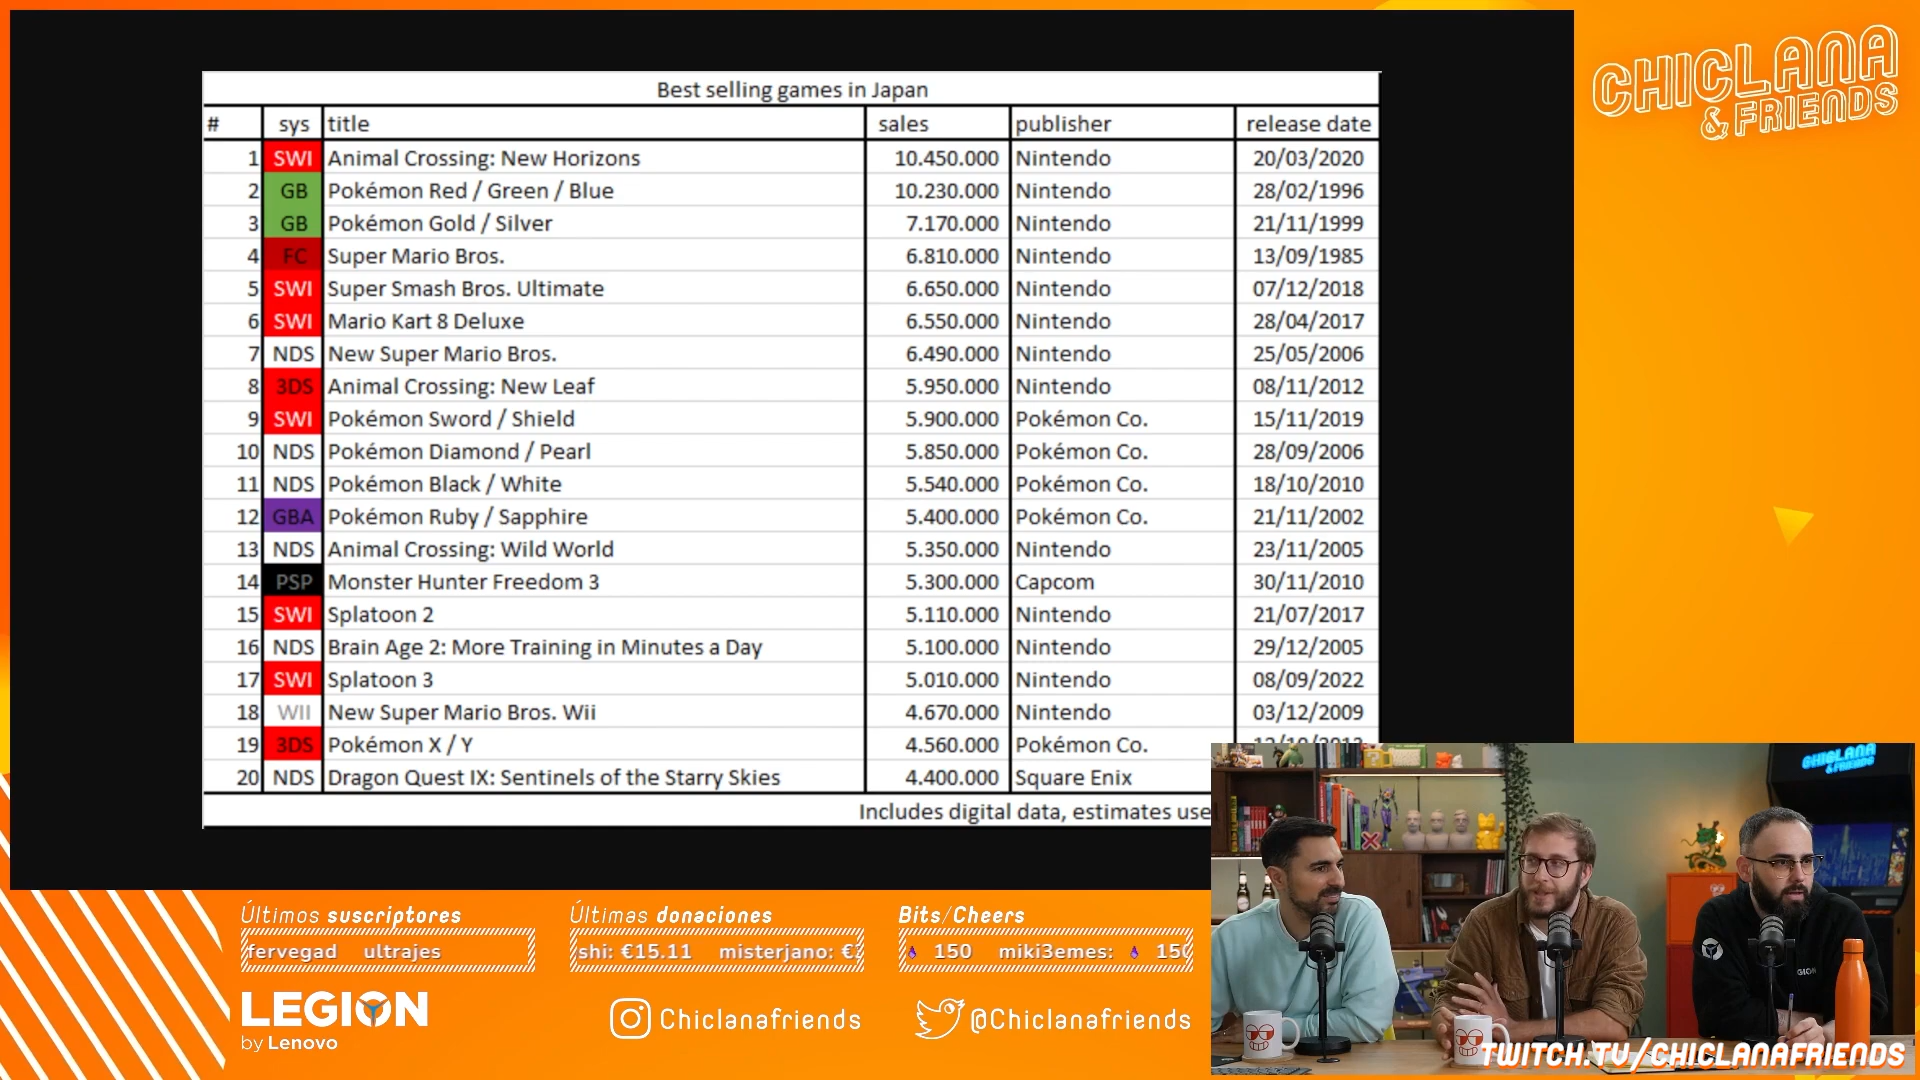 CHICLANA
& FRIENDS
Best selling games in Japan
# sys title sales publisher release date
1 SWI Animal Crossing: New Horizons 10.450.000 Nintendo 20/03/2020
2 GB Pokémon Red / Green / Blue 10.230.000 Nintendo 28/02/1996
3 GB Pokémon Gold / Silver 7.170.000 Nintendo 21/11/1999
4 FC Super Mario Bros. 6.810.000 Nintendo 13/09/1985
5 SWI Super Smash Bros. Ultimate 6.650.000 Nintendo 07/12/2018
6 SWI Mario Kart 8 Deluxe 6.550.000 Nintendo 28/04/2017
7 NDS New Super Mario Bros. 6.490.000 Nintendo 25/05/2006
8 3DS Animal Crossing: New Leaf 5.950.000 Nintendo 08/11/2012
9 SWI Pokémon Sword / Shield 5.900.000 Pokémon Co. 15/11/2019
10 NDS Pokémon Diamond / Pearl 5.850.000 Pokémon Co. 28/09/2006
11 NDS Pokémon Black / White 5.540.000 Pokémon Co. 18/10/2010
12 GBA Pokémon Ruby / Sapphire 5.400.000 Pokémon Co. 21/11/2002
13 NDS Animal Crossing: Wild World 5.350.000 Nintendo 23/11/2005
14 PSP Monster Hunter Freedom 3 5.300.000 Capcom 30/11/2010
15 SWI Splatoon 2 5.110.000 Nintendo 21/07/2017
16 NDS Brain Age 2: More Training in Minutes a Day 5.100.000 Nintendo 29/12/2005
17 SWI Splatoon 3 5.010.000 Nintendo 08/09/2022
18 WII New Super Mario Bros. Wii 4.670.000 Nintendo 03/12/2009
19 3DS Pokémon X / Y 4.560.000 Pokémon Co.
20 NDS Dragon Quest IX: Sentinels of the Starry Skies 4.400.000 Square Enix
Includes digital data, estimates use
CHICLANA
& FRIENDS
Últimos suscriptores Últimas donaciones Bits/Cheers
fervegad ultrajes shi: €15.11 misterjano: € 150 miki3emes: 150
LEGION
by Lenovo
Chiclanafriends @Chiclanafriends
TWITCH.TV/CHICLANAFRIENDS